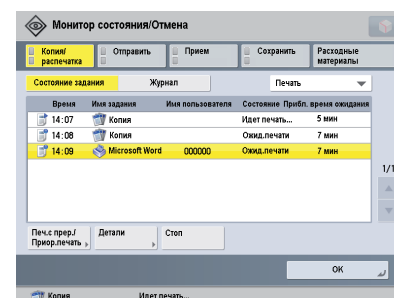 Монитор состояния/Отмена
Копия/ распечатка
Отправить
Прием
Сохранить
Расходные материалы
Состояние задания
Журнал
Печать
Время Имя задания Имя пользователя Состояние Прибл. время ожидания
14:07 Копия Идет печать... 5 мин
14:08 Копия Ожид.печати 7 мин
14:09 Microsoft Word 000000 Ожид.печати 7 мин
1/1
Печ.с прер./ Приор.печать
Детали
Стоп
OK
Копия Идет печать...